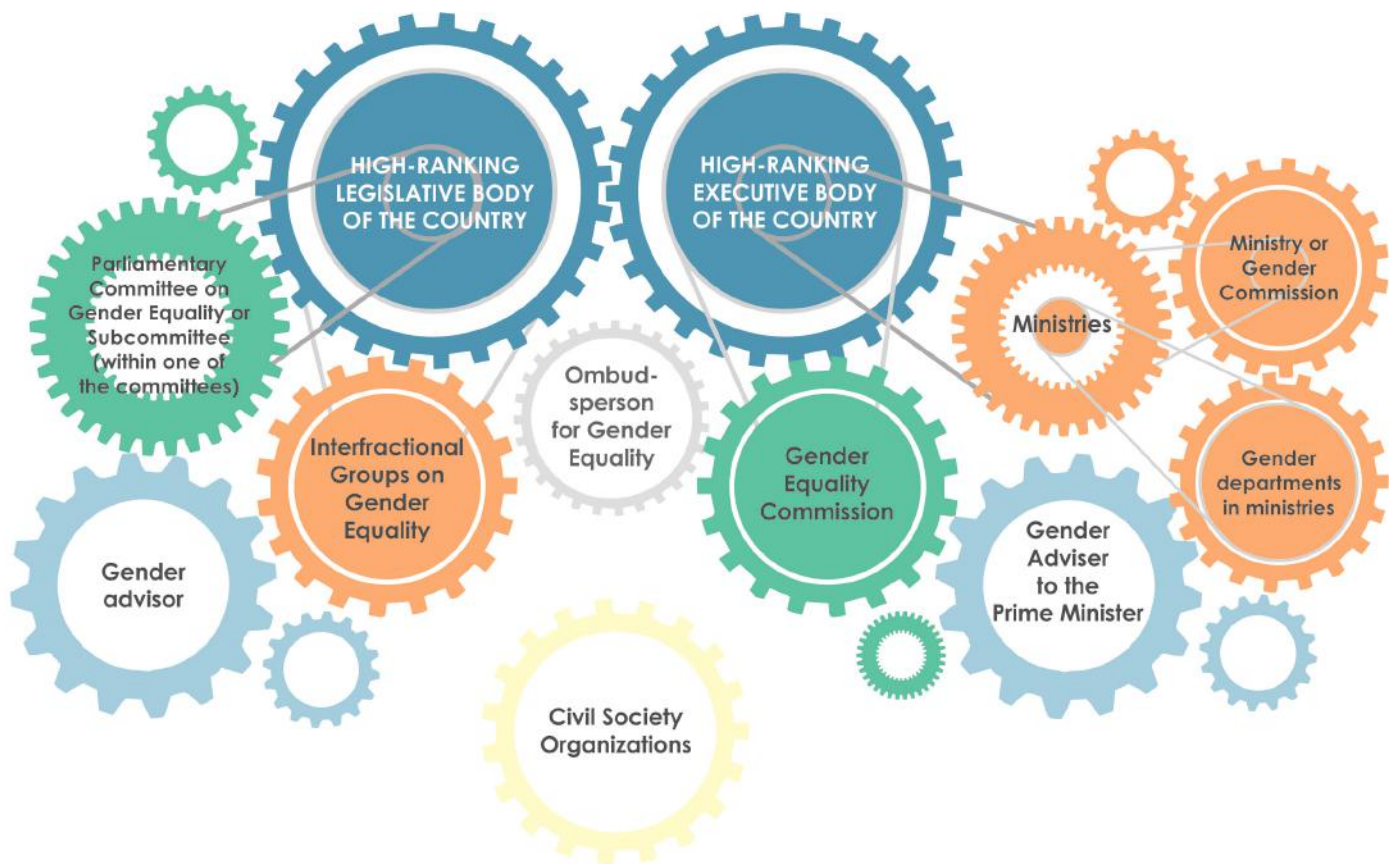 HIGH-RANKING
LEGISLATIVE BODY
OF THE COUNTRY
HIGH-RANKING
EXECUTIVE BODY
OF THE COUNTRY
Parliamentary
Committee on
Gender Equality or
Subcommittee
(within one of
the committees)
Interfractional
Groups on
Gender
Equality
Ombud-
sperson
for Gender
Equality
Gender
Equality
Commission
Ministries
Ministry or
Gender
Commission
Gender
departments
in ministries
Gender
advisor
Gender
Adviser
to the
Prime Minister
Civil Society
Organizations